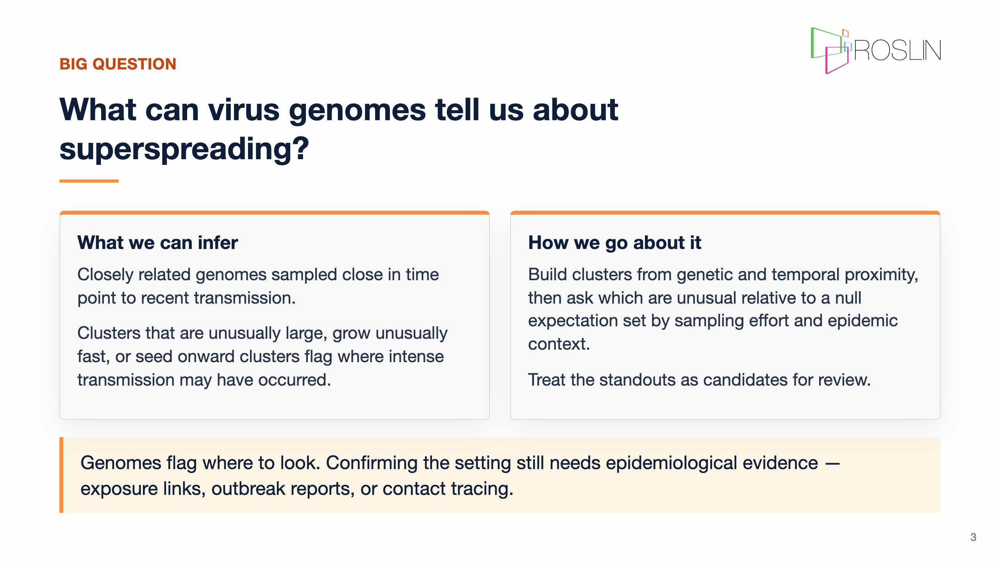 ROSLIN
BIG QUESTION
What can virus genomes tell us about
superspreading?
What we can infer
Closely related genomes sampled close in time
point to recent transmission.
Clusters that are unusually large, grow unusually
fast, or seed onward clusters flag where intense
transmission may have occurred.
How we go about it
Build clusters from genetic and temporal proximity,
then ask which are unusual relative to a null
expectation set by sampling effort and epidemic
context.
Treat the standouts as candidates for review.
Genomes flag where to look. Confirming the setting still needs epidemiological evidence —
exposure links, outbreak reports, or contact tracing.
3